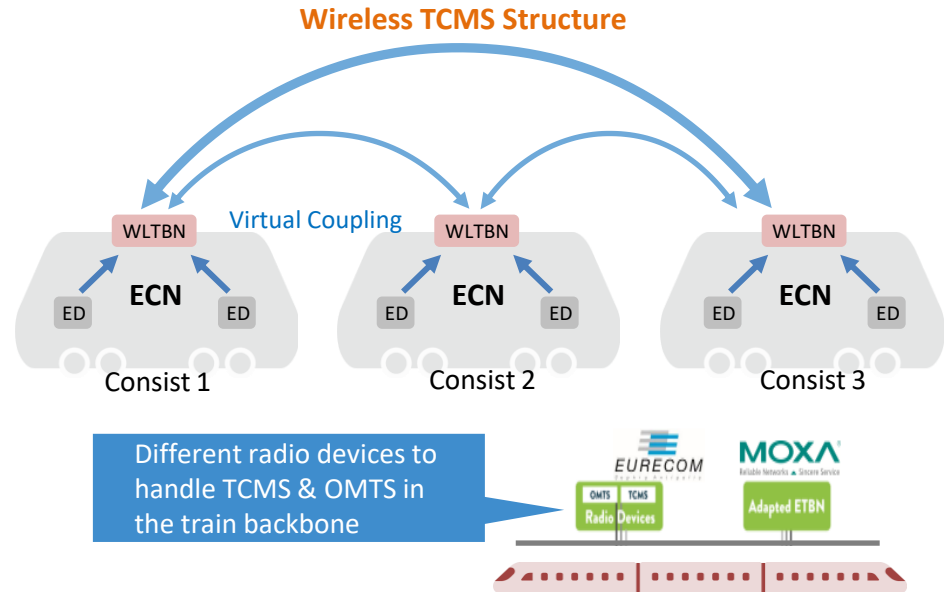 Wireless TCMS Structure
WLTBN
Virtual Coupling
WLTBN
WLTBN
ED
ECN
ED
ED
ECN
ED
ED
ECN
ED
Consist 1
Consist 2
Consist 3
Different radio devices to
handle TCMS & OMTS in
the train backbone
EURECOM
Sophia Antipolis
MOXA®
Reliable Networks ▲ Sincere Service
OMTS TCMS
Radio Devices
Adapted ETBN